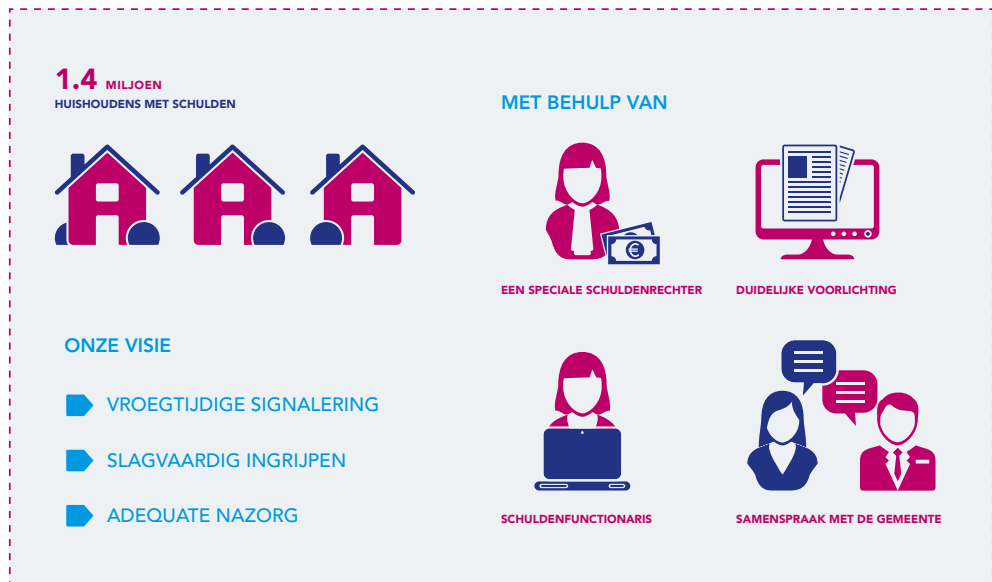 1.4 MILJOEN
HUISHOUDENS MET SCHULDEN
ONZE VISIE
VROEGTIJDIGE SIGNALERING
SLAGVAARDIG INGRIJPEN
ADEQUATE NAZORG
MET BEHULP VAN
€
EEN SPECIALE SCHULDENRECHTER
DUIDELIJKE VOORLICHTING
SCHULDENFUNCTIONARIS
SAMENSPRAAK MET DE GEMEENTE